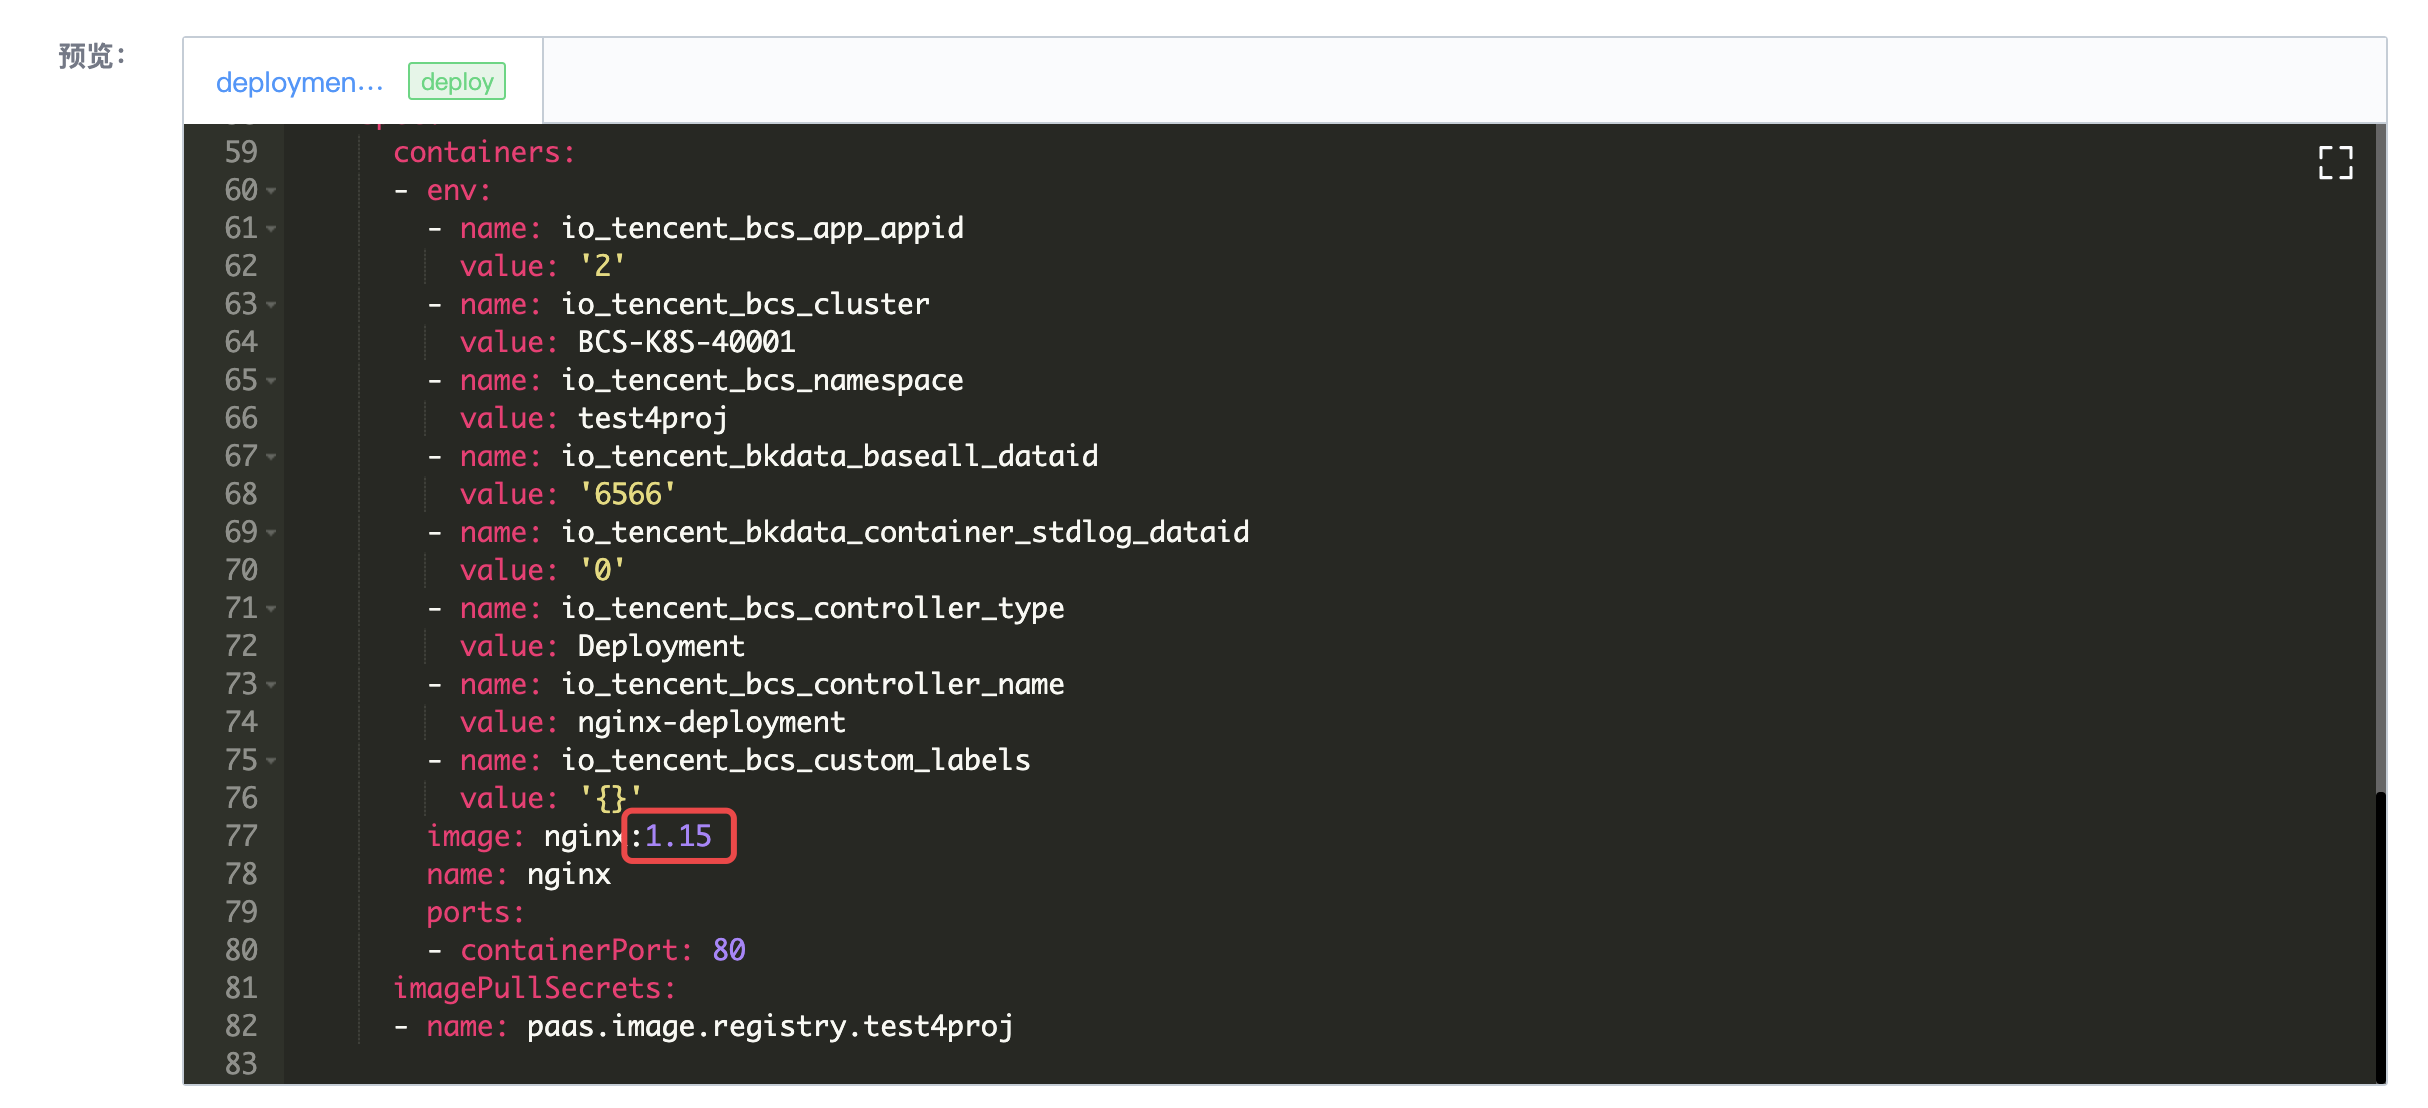 预览：
deploymen... deploy
59 containers:
60 - env:
61 - name: io_tencent_bcs_app_appid
62 value: '2'
63 - name: io_tencent_bcs_cluster
64 value: BCS-K8S-40001
65 - name: io_tencent_bcs_namespace
66 value: test4proj
67 - name: io_tencent_bkdata_baseall_dataid
68 value: '6566'
69 - name: io_tencent_bkdata_container_stdlog_dataid
70 value: '0'
71 - name: io_tencent_bcs_controller_type
72 value: Deployment
73 - name: io_tencent_bcs_controller_name
74 value: nginx-deployment
75 - name: io_tencent_bcs_custom_labels
76 value: '{}'
77 image: nginx:1.15
78 name: nginx
79 ports:
80 - containerPort: 80
81 imagePullSecrets:
82 - name: paas.image.registry.test4proj
83